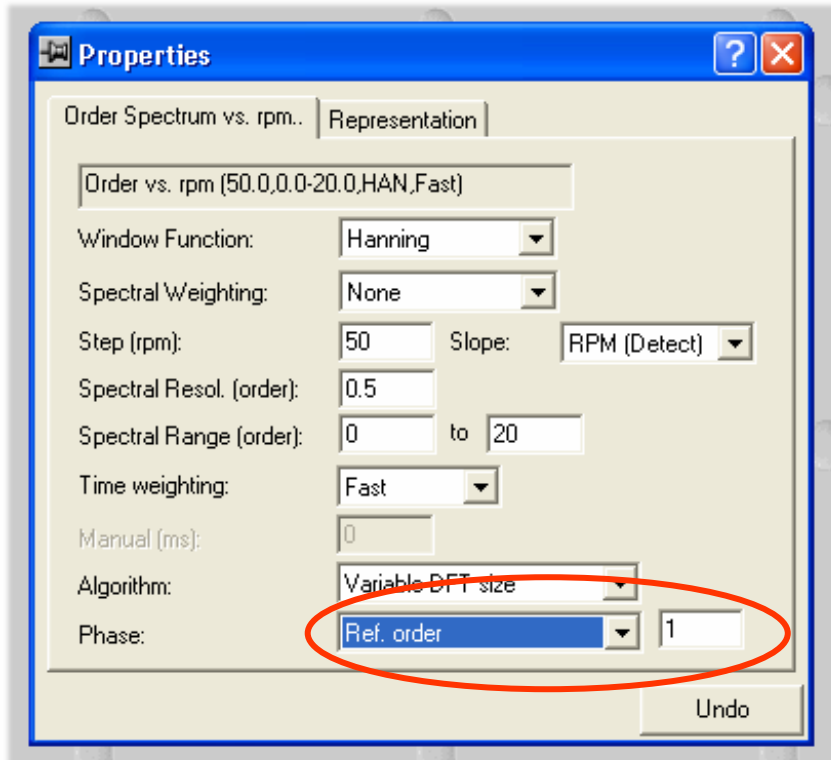 Properties
Order Spectrum vs. rpm.. Representation
Order vs. rpm (50.0,0.0-20.0,HAN,Fast)
Window Function: Hanning
Spectral Weighting: None
Step (rpm): 50 Slope: RPM (Detect)
Spectral Resol. (order): 0.5
Spectral Range (order): 0 to 20
Time weighting: Fast
Manual (ms): 0
Algorithm: Variable DFT size
Phase: Ref. order 1
Undo